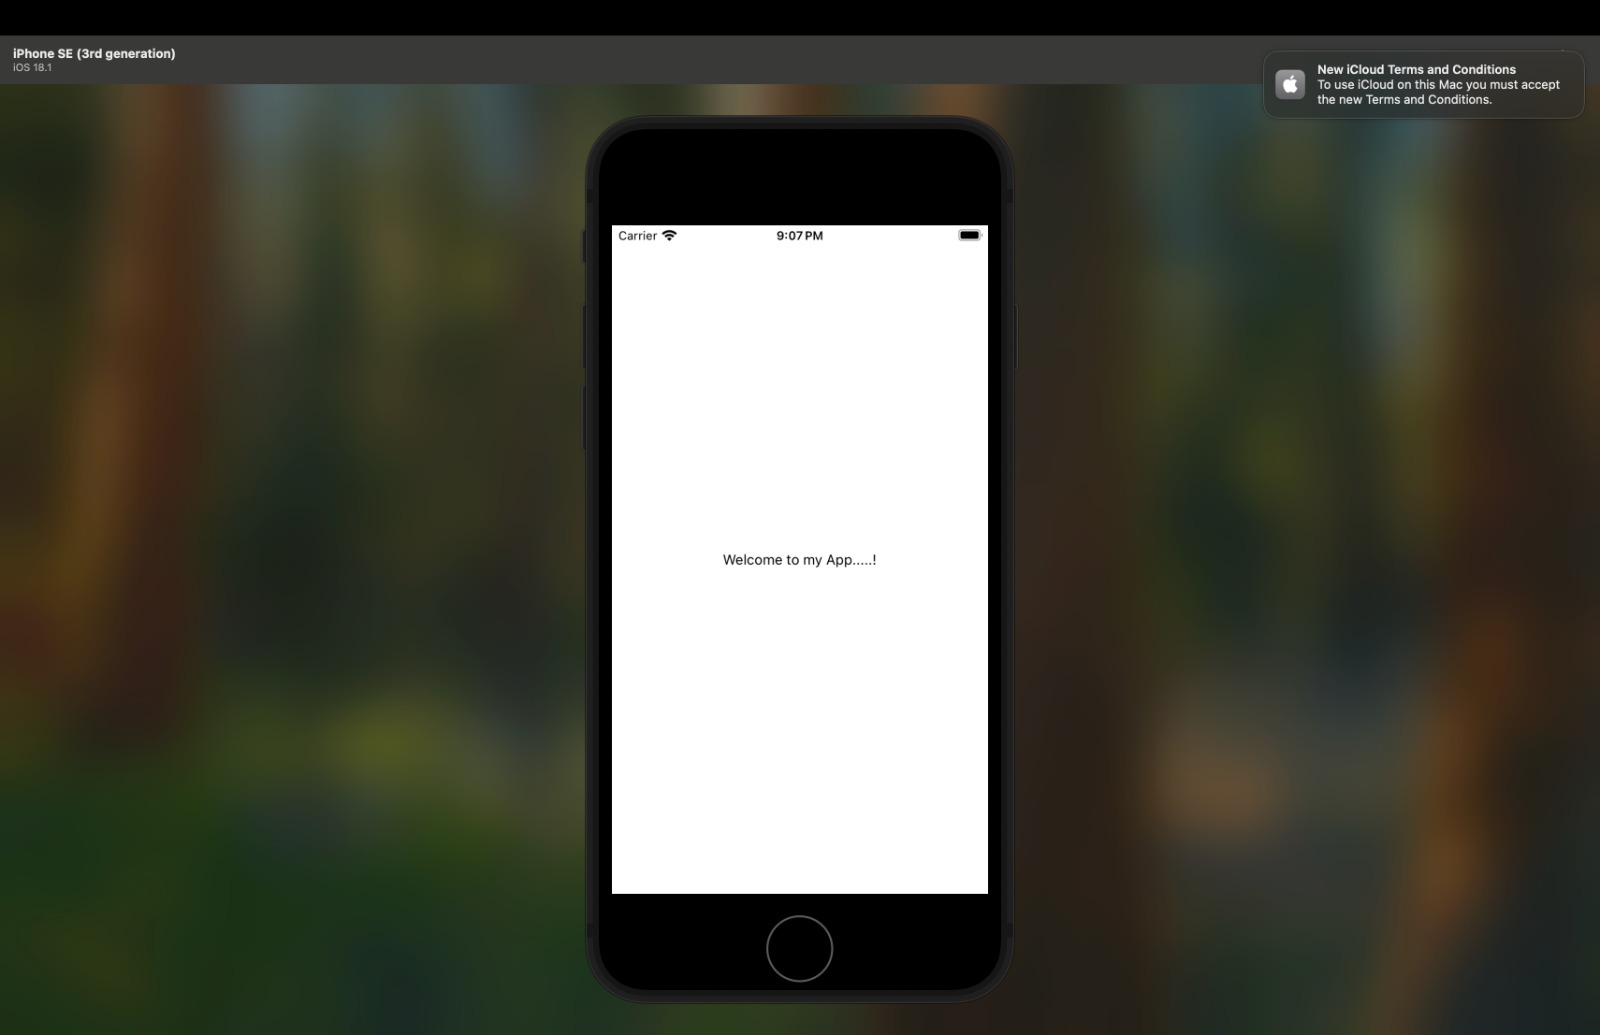 iPhone SE (3rd generation)
iOS 18.1
New iCloud Terms and Conditions
To use iCloud on this Mac you must accept
the new Terms and Conditions.
Carrier 9:07 PM
Welcome to my App.....!